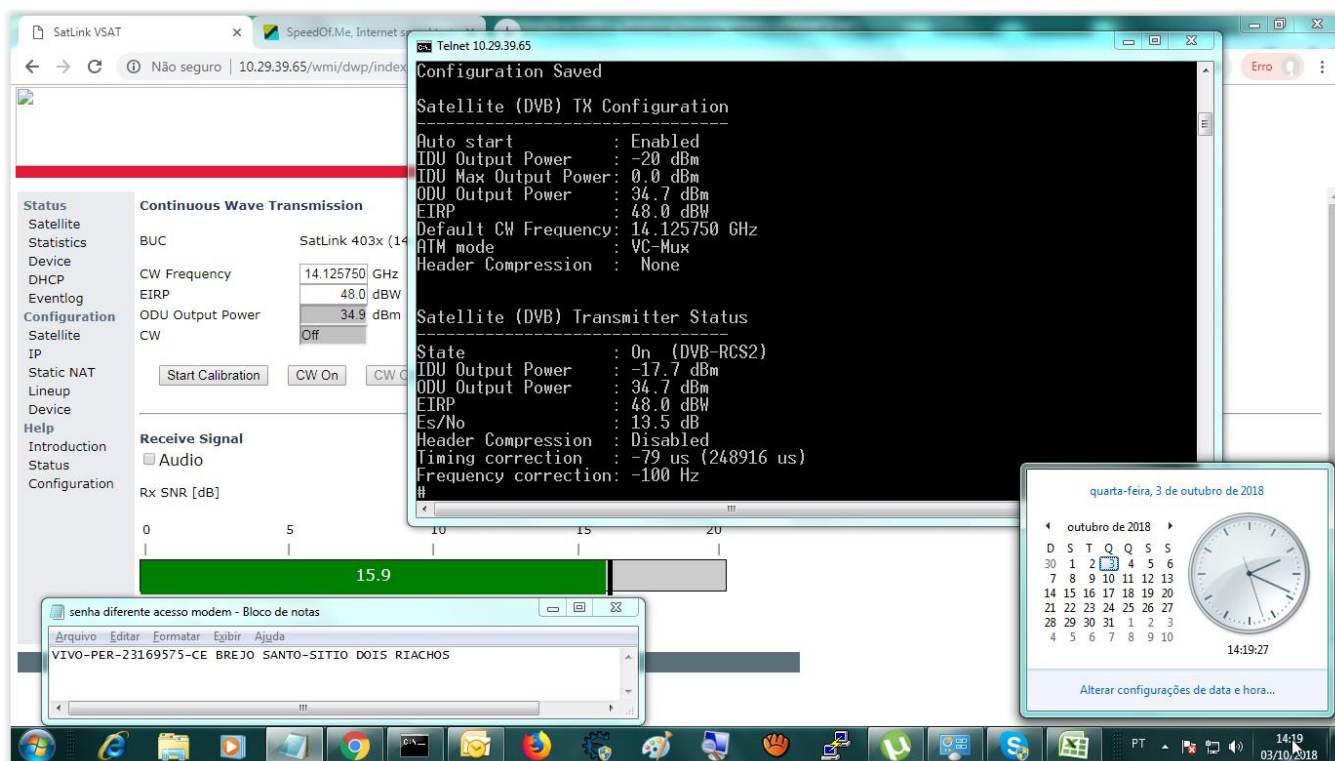 SatLink VSAT
SpeedOf.Me, Internet
Não seguro | 10.29.39.65/wmi/dwp/index
Erro
Telnet 10.29.39.65
Configuration Saved
Satellite (DVB) TX Configuration
--------------------------------
Auto start : Enabled
IDU Output Power : -20 dBm
IDU Max Output Power: 0.0 dBm
ODU Output Power : 34.7 dBm
EIRP : 48.0 dBW
Default CW Frequency: 14.125750 GHz
ATM mode : VC-Mux
Header Compression : None
Satellite (DVB) Transmitter Status
--------------------------------
State : On (DVB-RCS2)
IDU Output Power : -17.7 dBm
ODU Output Power : 34.7 dBm
EIRP : 48.0 dBW
Es/No : 13.5 dB
Header Compression : Disabled
Timing correction : -79 us (248916 us)
Frequency correction: -100 Hz
#
Status
Satellite
Statistics
Device
DHCP
Eventlog
Configuration
Satellite
IP
Static NAT
Lineup
Device
Help
Introduction
Status
Configuration
Continuous Wave Transmission
BUC SatLink 403x (14
CW Frequency 14.125750 GHz
EIRP 48.0 dBW
ODU Output Power 34.9 dBm
CW Off
Start Calibration CW On CW
Receive Signal
Audio
Rx SNR [dB]
0 5 10 15 20
15.9
senha diferente acesso modem - Bloco de notas
Arquivo Editar Formatar Exibir Ajuda
VIVO-PER-23169575-CE BREJO SANTO-SITIO DOIS RIACHOS
quarta-feira, 3 de outubro de 2018
outubro de 2018
D S T Q Q S S
30 1 2 3 4 5 6
7 8 9 10 11 12 13
14 15 16 17 18 19 20
21 22 23 24 25 26 27
28 29 30 31 1 2 3
4 5 6 7 8 9 10
14:19:27
Alterar configurações de data e hora...
PT
14:19
03/10/2018